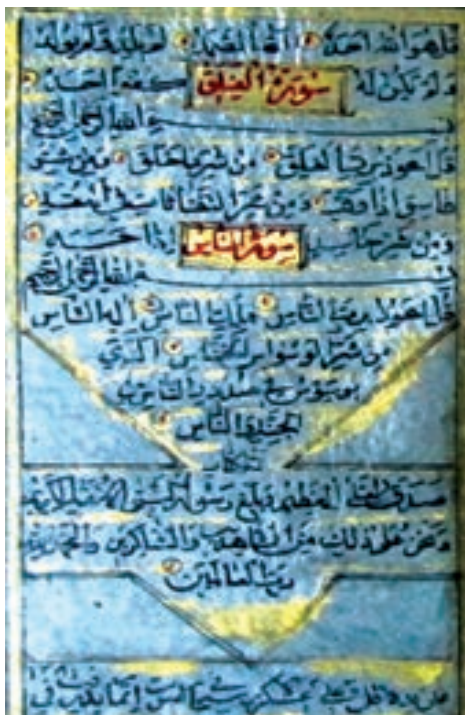 قل هو الله احد الله الصمد لم يلد ولم يولد
ولم يكن له سورة الفلق كفوا احد
بسم الله الرحمن الرحيم
قل اعوذ برب الفلق من شر ما خلق ومن شر
غاسق اذا وقب ومن شر النفاثات في العقد
ومن شر حاسد سورة الناس اذا حسد
بسم الله الرحمن الرحيم
قل اعوذ برب الناس ملك الناس اله الناس
من شر الوسواس الخناس الذي
يوسوس في صدور الناس من
الجنة والناس
صدق الله العظيم وبلغ رسوله الكريم
ونحن على ذلك من الشاهدين والشاكرين والحمد لله
رب العالمين